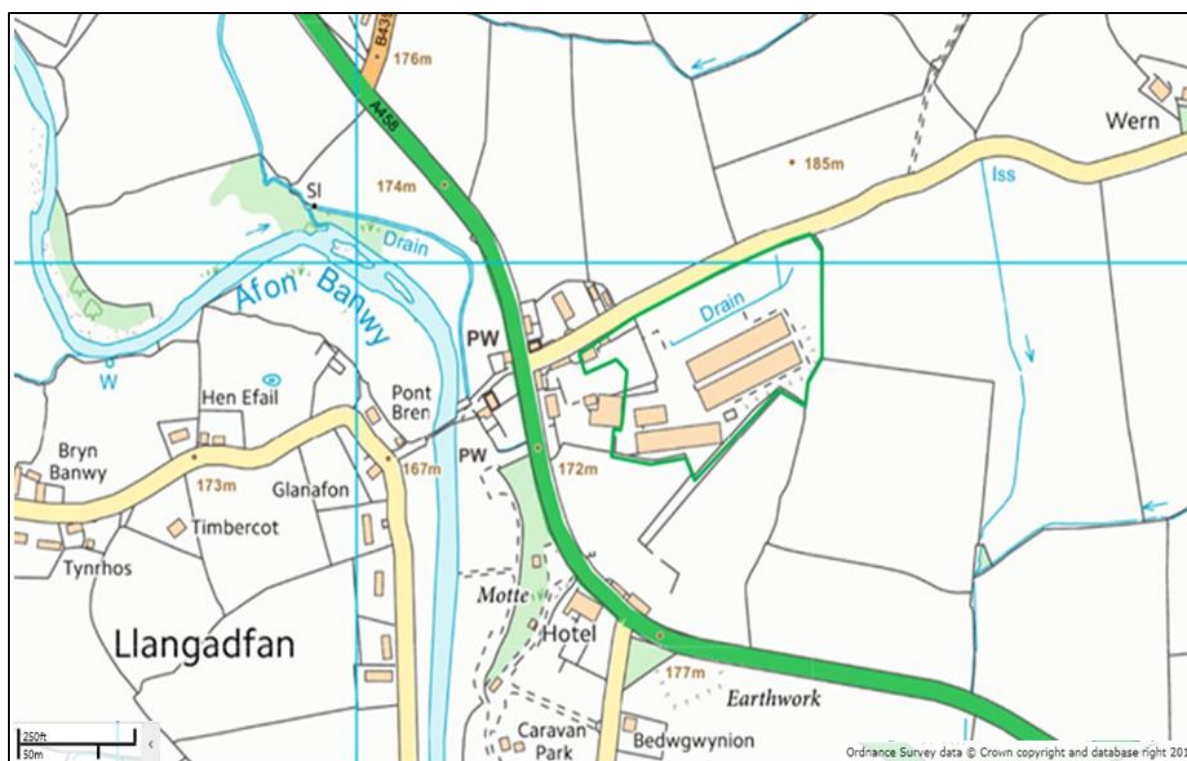 B439
176m
A458
Wern
185m
SI
174m
Iss
Drain
Afon Banwy
Drain
PW
W
Hen Efail
Pont
Bren
Bryn
Banwy
PW
172m
167m
173m
Glanafon
Timbercot
Tynrhos
Motte
Llangadfan
Hotel
177m
Earthwork
Caravan
Park
Bedwgwynion
250ft
50m
Ordnance Survey data © Crown copyright and database right 201